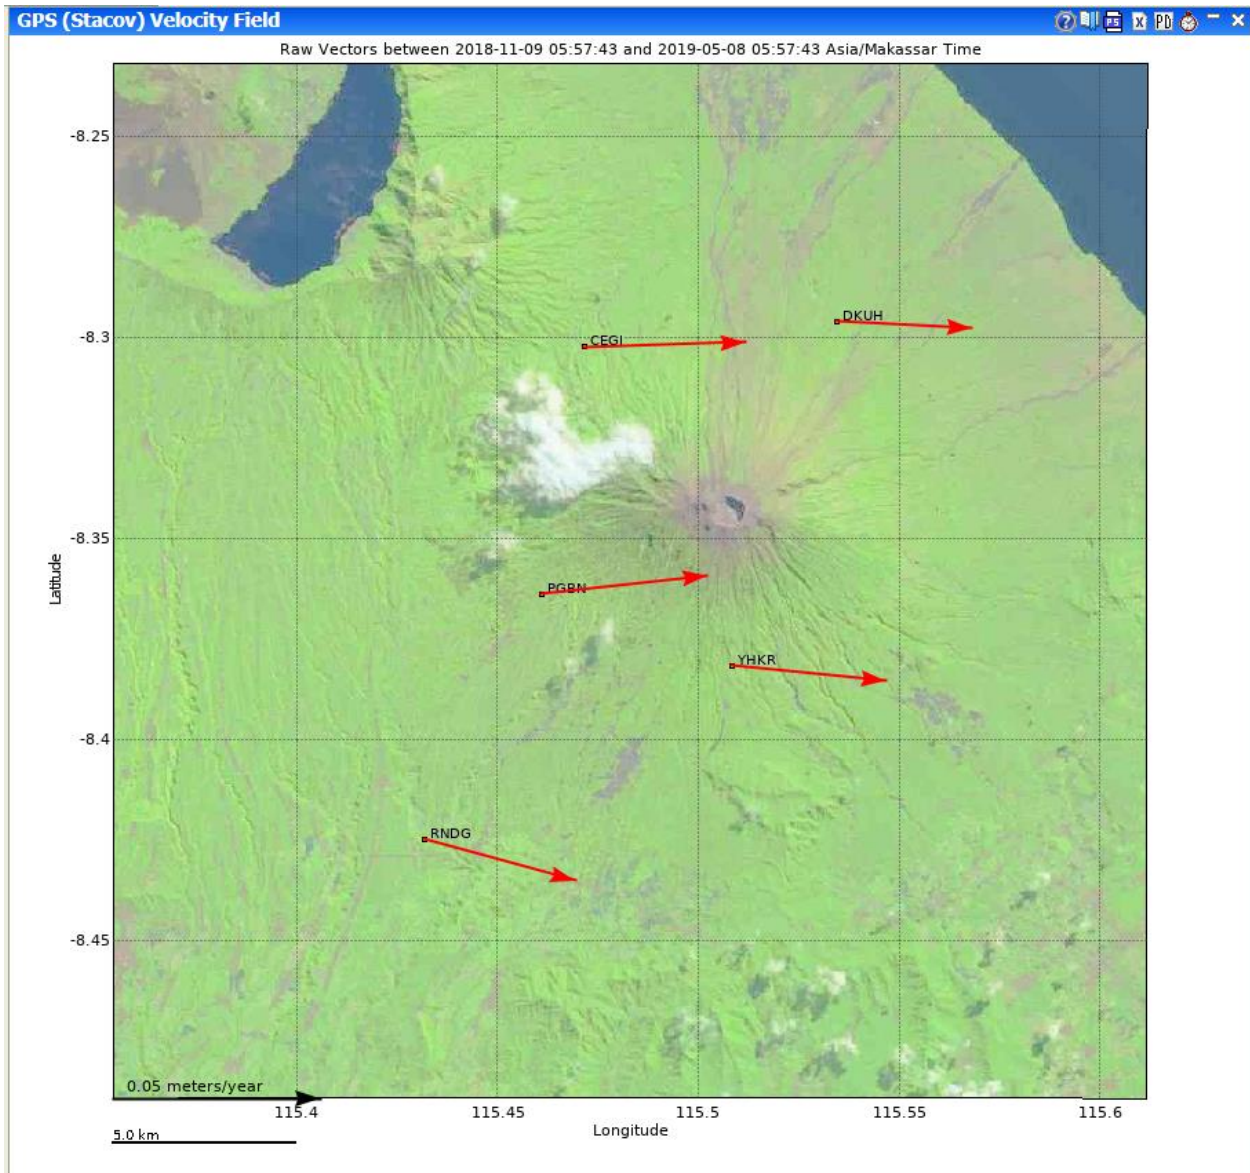 GPS (Stacov) Velocity Field
Raw Vectors between 2018-11-09 05:57:43 and 2019-05-08 05:57:43 Asia/Makassar Time
-8.25
DKUH
-8.3
CEGI
-8.35
Latitude
PGBN
YHKR
-8.4
RNDG
-8.45
0.05 meters/year
115.4 115.45 115.5 115.55 115.6
Longitude
5.0 km